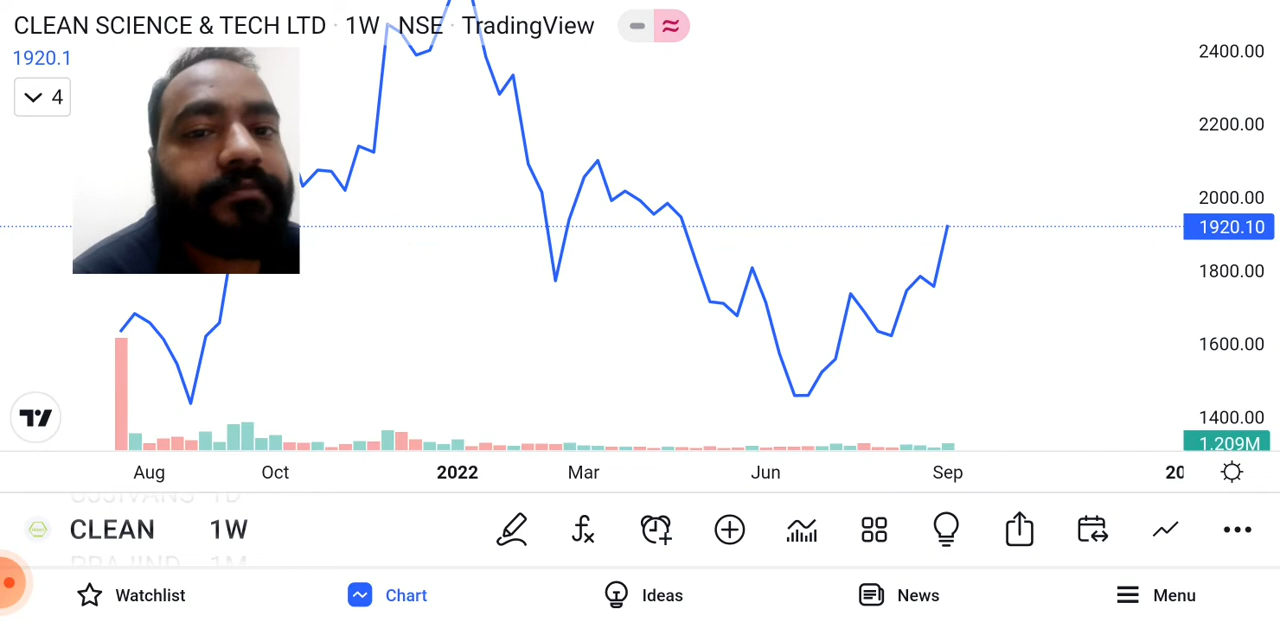 CLEAN SCIENCE & TECH LTD · 1W · NSE · TradingView
1920.1
4
2400.00
2200.00
2000.00
1920.10
1800.00
1600.00
1400.00
1.209M
Aug Oct 2022 Mar Jun Sep 20
CLEAN 1W
Watchlist Chart Ideas News Menu